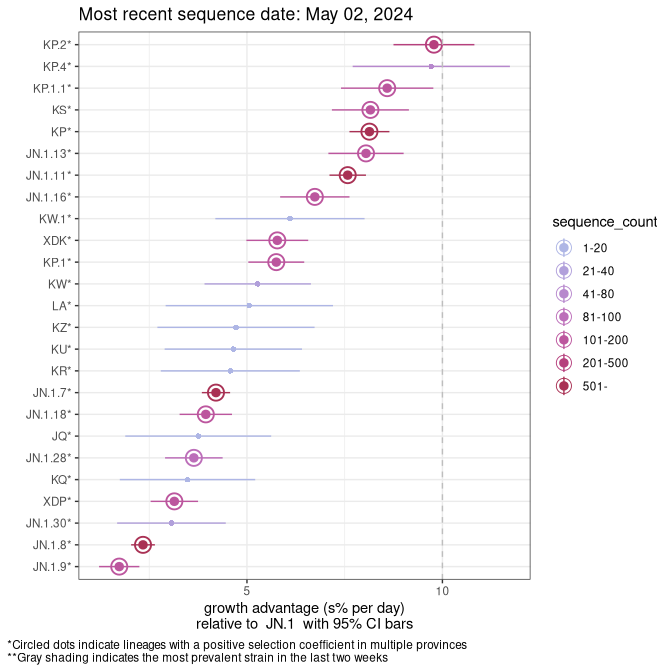 Most recent sequence date: May 02, 2024
KP.2*
KP.4*
KP.1.1*
KS*
KP*
JN.1.13*
JN.1.11*
JN.1.16*
KW.1*
XDK*
KP.1*
KW*
LA*
KZ*
KU*
KR*
JN.1.7*
JN.1.18*
JQ*
JN.1.28*
KQ*
XDP*
JN.1.30*
JN.1.8*
JN.1.9*
5
10
growth advantage (s% per day)
relative to JN.1 with 95% CI bars
sequence_count
1-20
21-40
41-80
81-100
101-200
201-500
501-
*Circled dots indicate lineages with a positive selection coefficient in multiple provinces
**Gray shading indicates the most prevalent strain in the last two weeks